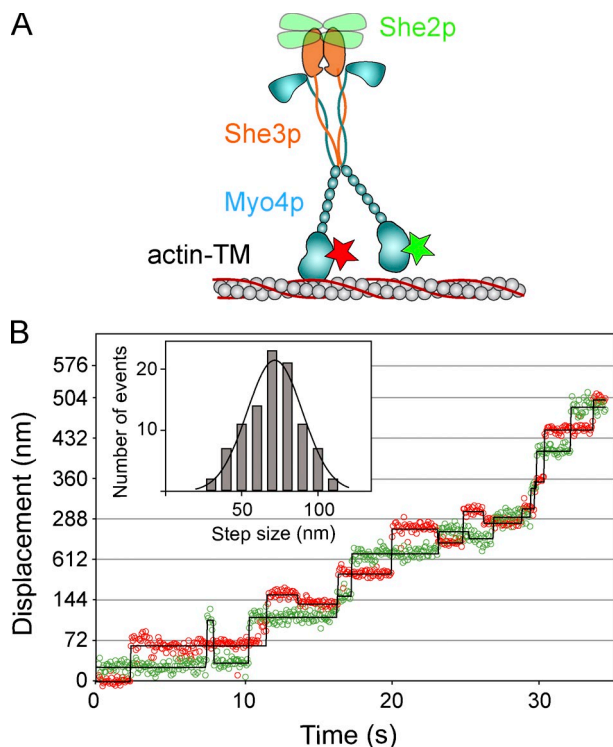 A
She2p
She3p
Myo4p
actin-TM
B
Displacement (nm)
576
504
432
360
288
612
144
72
0
Number of events
20
10
50
100
Step size (nm)
0
10
20
30
Time (s)